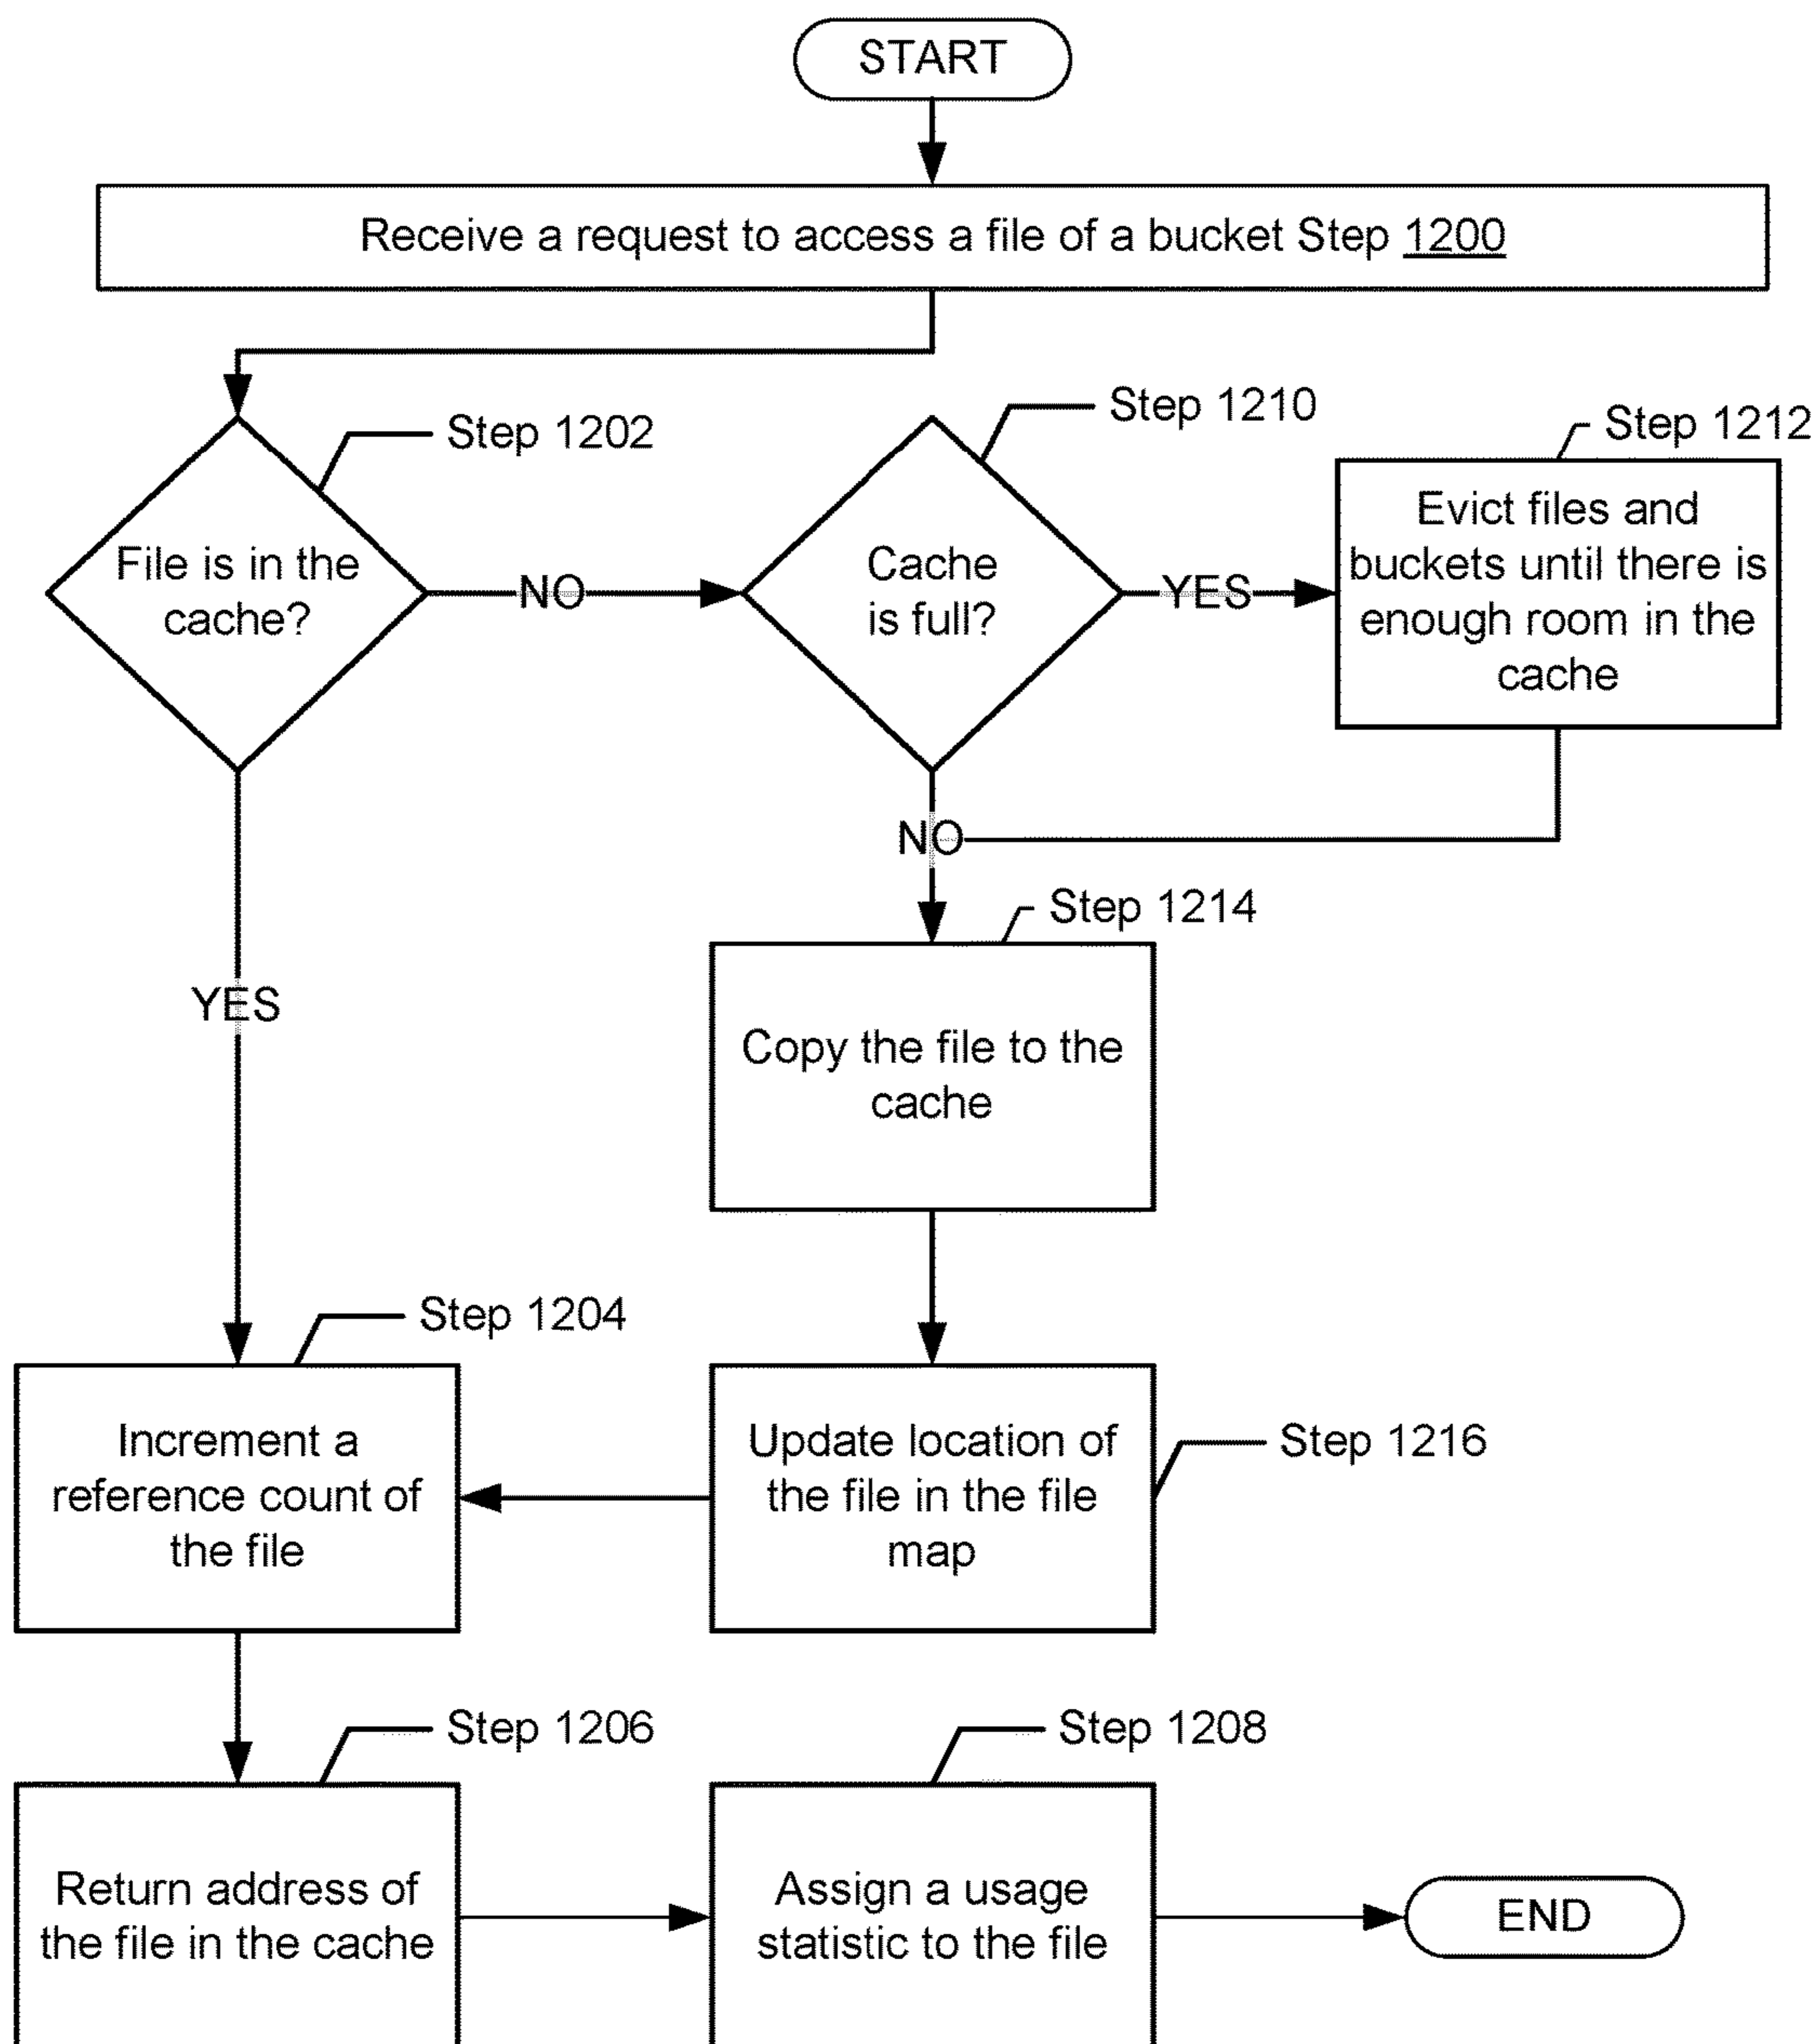 START
Receive a request to access a file of a bucket Step 1200
Step 1202
Step 1210
Step 1212
File is in the
cache?
NO
Cache
is full?
YES
Evict files and
buckets until there is
enough room in the
cache
NO
Step 1214
YES
Copy the file to the
cache
Step 1204
Increment a
reference count of
the file
Update location of
the file in the file
map
Step 1216
Step 1206
Step 1208
Return address of
the file in the cache
Assign a usage
statistic to the file
END